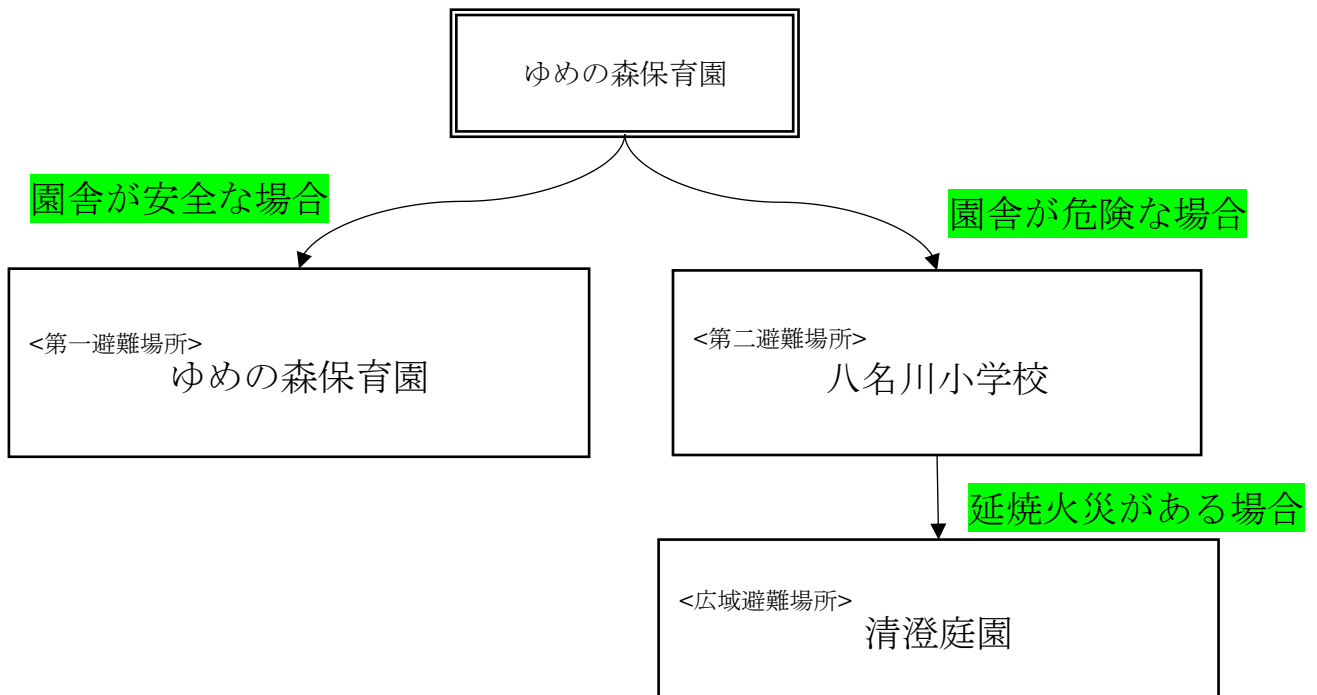 ゆめの森保育園
園舎が安全な場合
園舎が危険な場合
<第一避難場所>
ゆめの森保育園
<第二避難場所>
八名川小学校
延焼火災がある場合
<広域避難場所>
清澄庭園